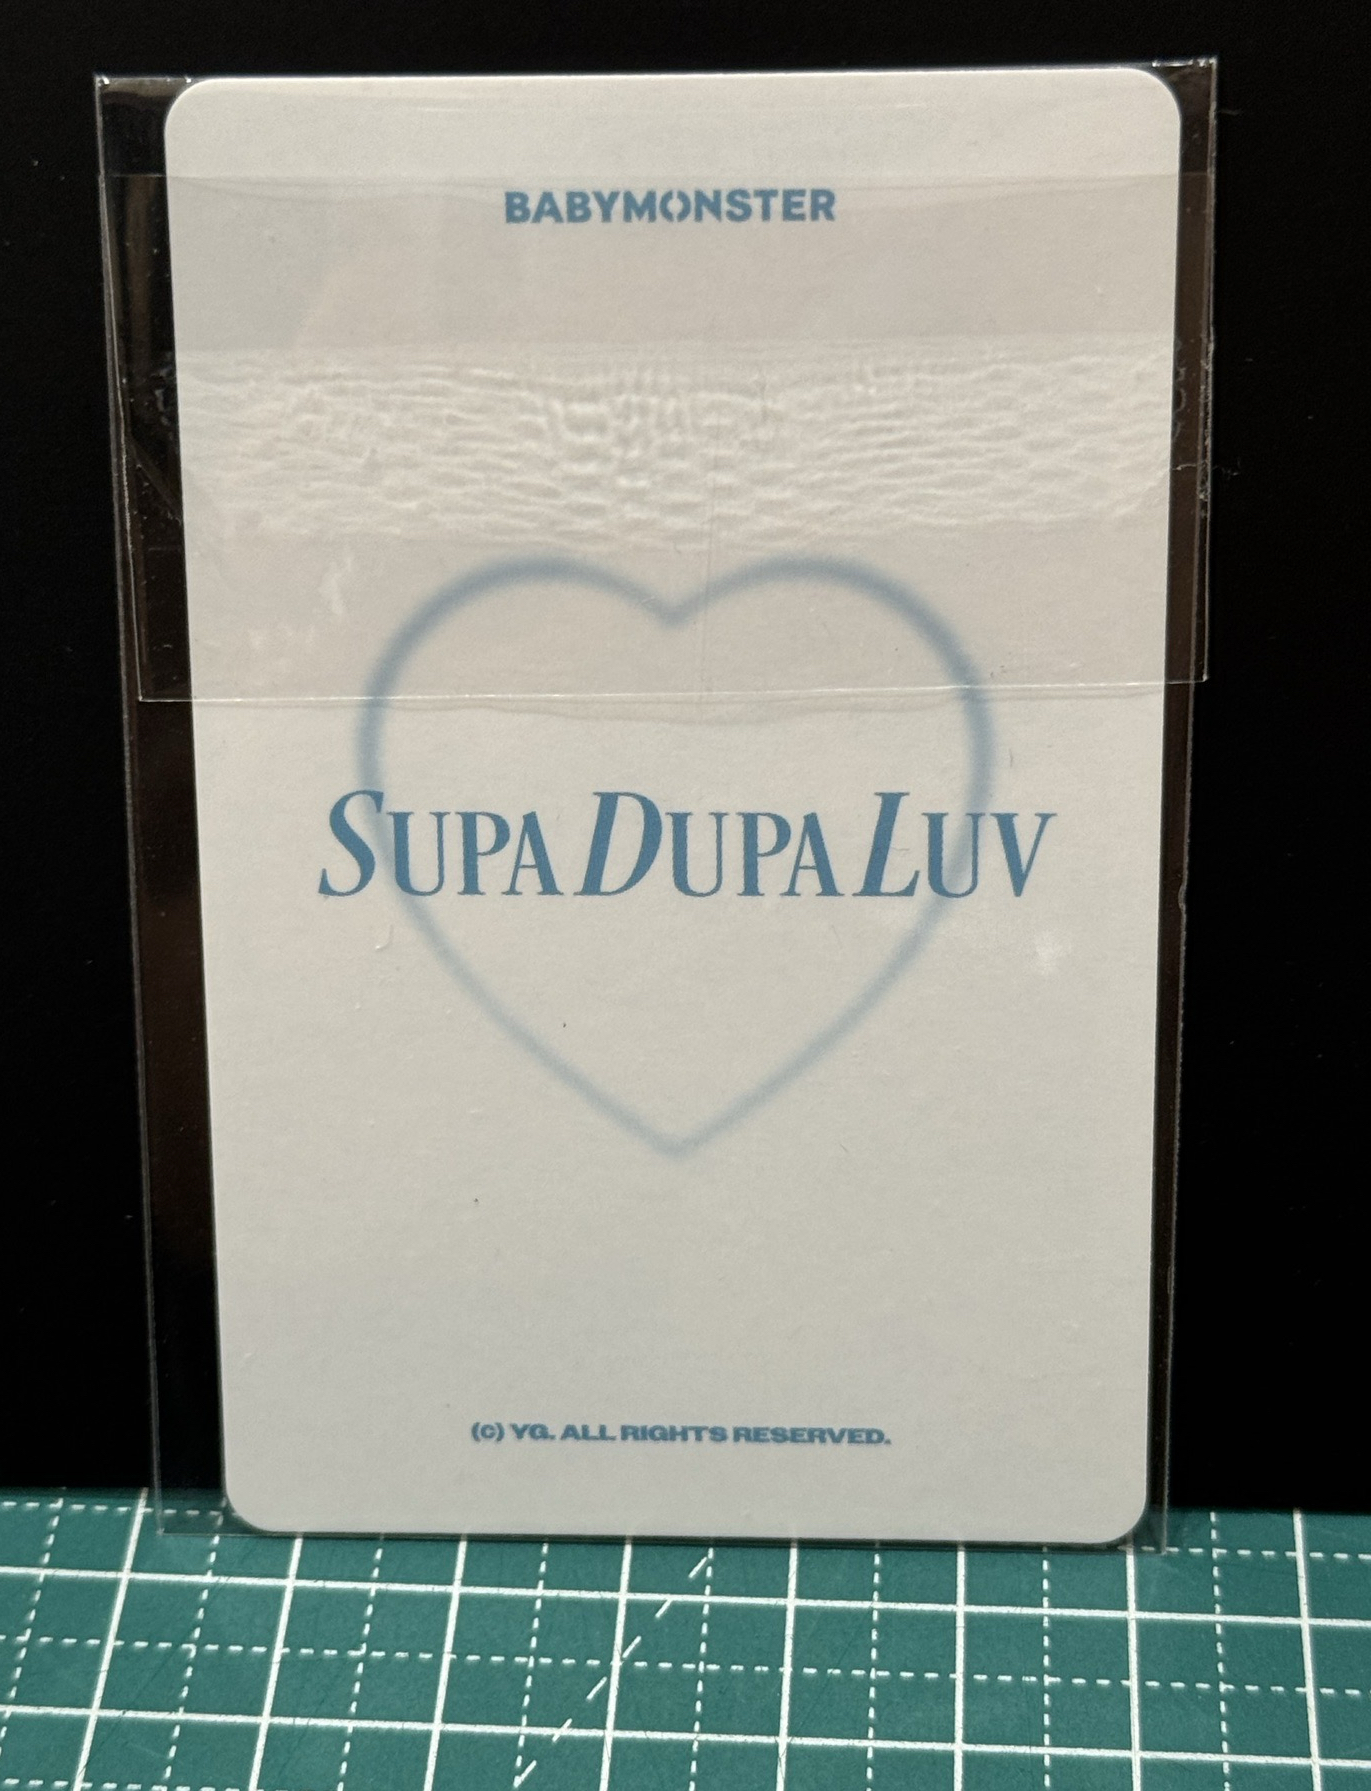 BABYMONSTER
SUPA DUPA LUV
(c) YG. ALL RIGHTS RESERVED.